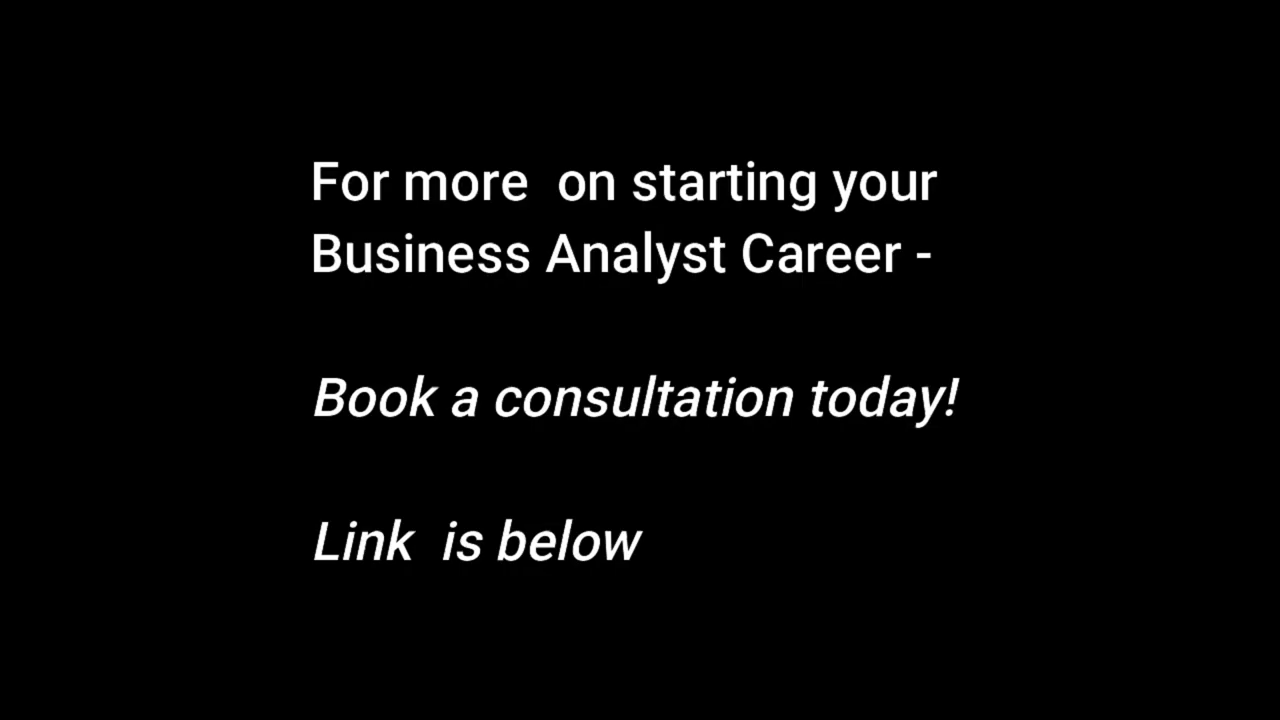 For more  on starting your
Business Analyst Career -
Book a consultation today!
Link  is below